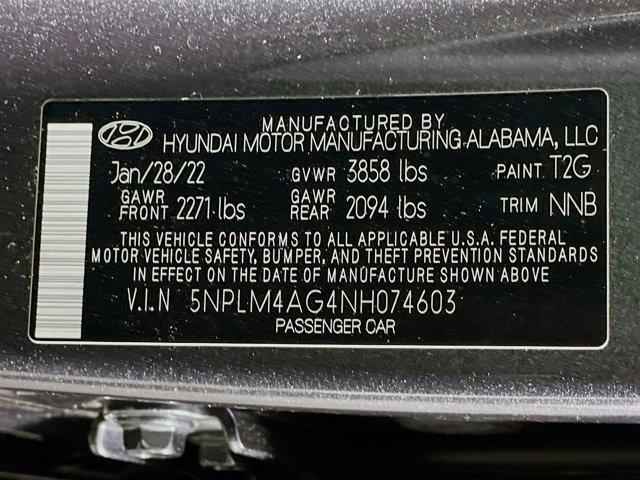 MANUFACTURED BY
HYUNDAI MOTOR MANUFACTURING ALABAMA, LLC
Jan/28/22 GVWR 3858 lbs PAINT T2G
GAWR FRONT 2271 lbs GAWR REAR 2094 lbs TRIM NNB
THIS VEHICLE CONFORMS TO ALL APPLICABLE U.S.A. FEDERAL
MOTOR VEHICLE SAFETY, BUMPER, AND THEFT PREVENTION STANDARDS
IN EFFECT ON THE DATE OF MANUFACTURE SHOWN ABOVE
V.I.N 5NPLM4AG4NH074603
PASSENGER CAR